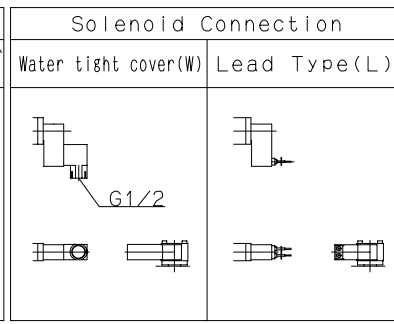 Solenoid Connection
Water tight cover(W)
Lead Type(L)
G1/2